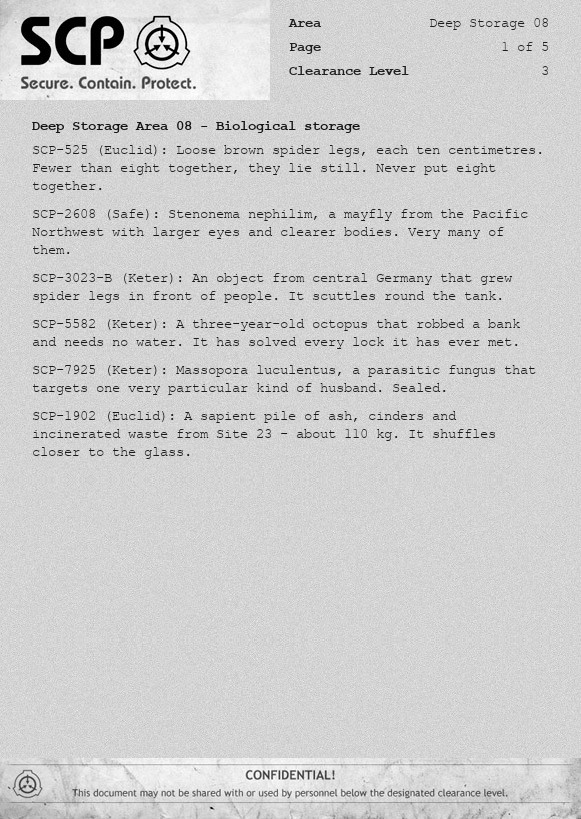 SCP
Secure. Contain. Protect.
Area Deep Storage 08
Page 1 of 5
Clearance Level 3
Deep Storage Area 08 - Biological storage
SCP-525 (Euclid): Loose brown spider legs, each ten centimetres.
Fewer than eight together, they lie still. Never put eight
together.
SCP-2608 (Safe): Stenonema nephilim, a mayfly from the Pacific
Northwest with larger eyes and clearer bodies. Very many of
them.
SCP-3023-B (Keter): An object from central Germany that grew
spider legs in front of people. It scuttles round the tank.
SCP-5582 (Keter): A three-year-old octopus that robbed a bank
and needs no water. It has solved every lock it has ever met.
SCP-7925 (Keter): Massopora luculentus, a parasitic fungus that
targets one very particular kind of husband. Sealed.
SCP-1902 (Euclid): A sapient pile of ash, cinders and
incinerated waste from Site 23 - about 110 kg. It shuffles
closer to the glass.
CONFIDENTIAL!
This document may not be shared with or used by personnel below the designated clearance level.